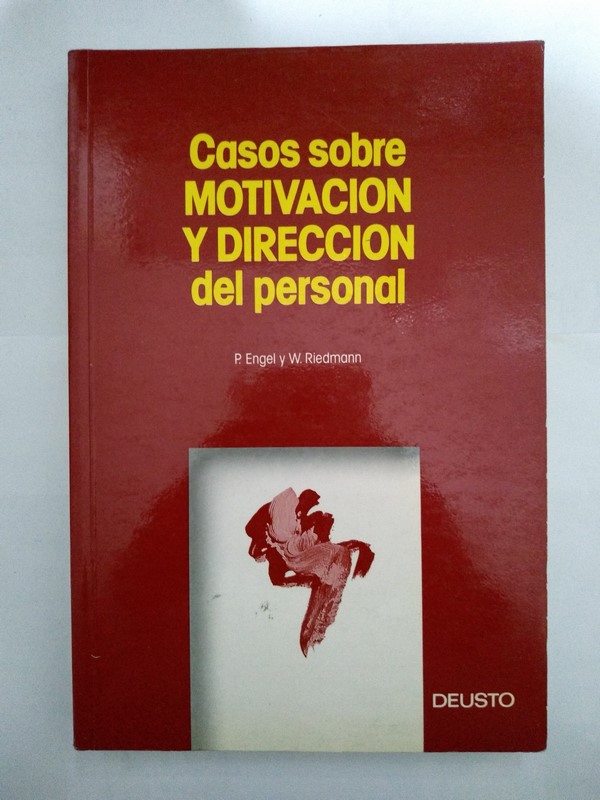 Casos sobre
MOTIVACION
Y DIRECCION
del personal
P. Engel y W. Riedmann
DEUSTO